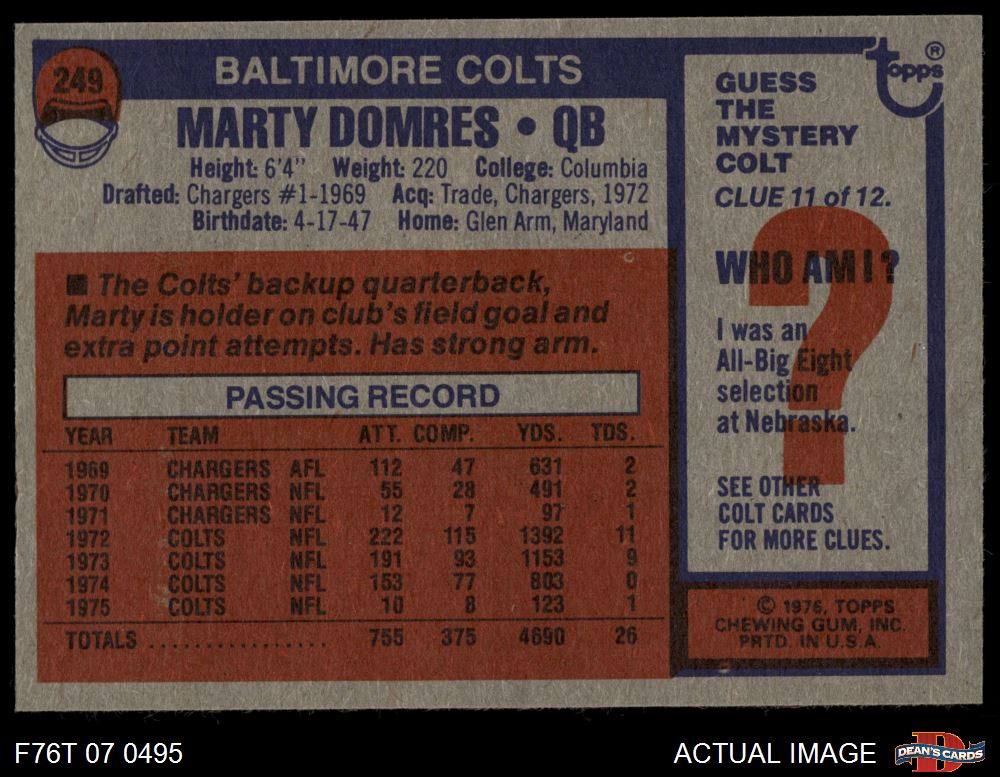 249
BALTIMORE COLTS
MARTY DOMRES • QB
Height: 6'4" Weight: 220 College: Columbia
Drafted: Chargers #1-1969 Acq: Trade, Chargers, 1972
Birthdate: 4-17-47 Home: Glen Arm, Maryland
■ The Colts' backup quarterback,
Marty is holder on club's field goal and
extra point attempts. Has strong arm.
PASSING RECORD
YEAR TEAM ATT. COMP. YDS. TDS.
1969 CHARGERS AFL 112 47 631 2
1970 CHARGERS NFL 55 28 491 2
1971 CHARGERS NFL 12 7 97 1
1972 COLTS NFL 222 115 1392 11
1973 COLTS NFL 191 93 1153 9
1974 COLTS NFL 153 77 803 0
1975 COLTS NFL 10 8 123 1
TOTALS ................ 755 375 4690 26
topps®
GUESS
THE
MYSTERY
COLT
CLUE 11 of 12.
?
WHO AM I?
I was an
All-Big Eight
selection
at Nebraska.
SEE OTHER
COLT CARDS
FOR MORE CLUES.
© 1976, TOPPS
CHEWING GUM, INC.
PRTD. IN U.S.A.
F76T 07 0495
ACTUAL IMAGE
D
DEAN'S CARDS